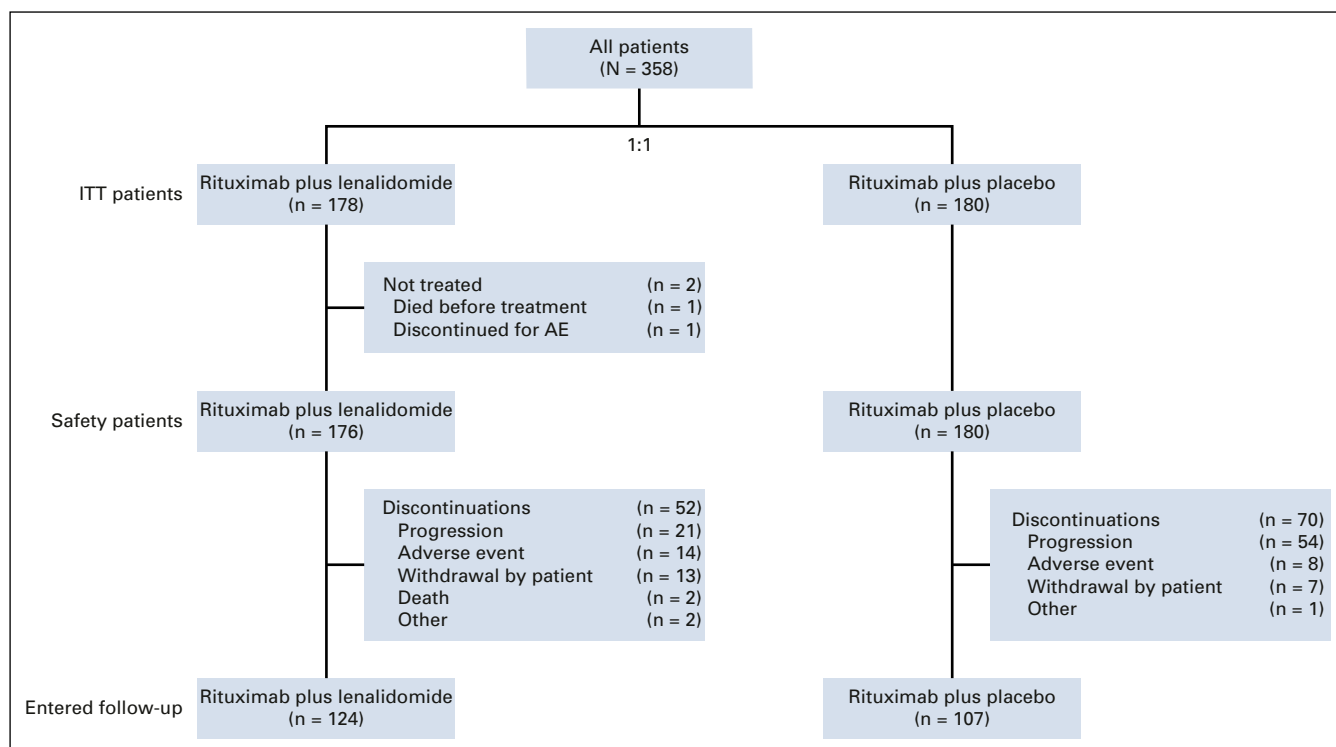 All patients
(N = 358)
1:1
ITT patients
Rituximab plus lenalidomide
(n = 178)
Rituximab plus placebo
(n = 180)
Not treated (n = 2)
Died before treatment (n = 1)
Discontinued for AE (n = 1)
Safety patients
Rituximab plus lenalidomide
(n = 176)
Rituximab plus placebo
(n = 180)
Discontinuations (n = 52)
Progression (n = 21)
Adverse event (n = 14)
Withdrawal by patient (n = 13)
Death (n = 2)
Other (n = 2)
Discontinuations (n = 70)
Progression (n = 54)
Adverse event (n = 8)
Withdrawal by patient (n = 7)
Other (n = 1)
Entered follow-up
Rituximab plus lenalidomide
(n = 124)
Rituximab plus placebo
(n = 107)